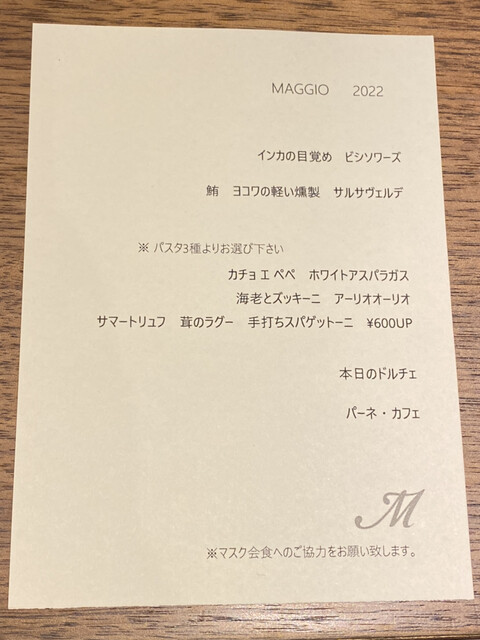 MAGGIO 2022
インカの目覚め ビシソワーズ
鮪 ヨコワの軽い燻製 サルサヴェルデ
※ パスタ3種よりお選び下さい
カチョ エ ペペ ホワイトアスパラガス
海老とズッキーニ アーリオオーリオ
サマートリュフ 茸のラグー 手打ちスパゲットーニ ¥600UP
本日のドルチェ
パーネ・カフェ
M
※マスク会食へのご協力をお願い致します。